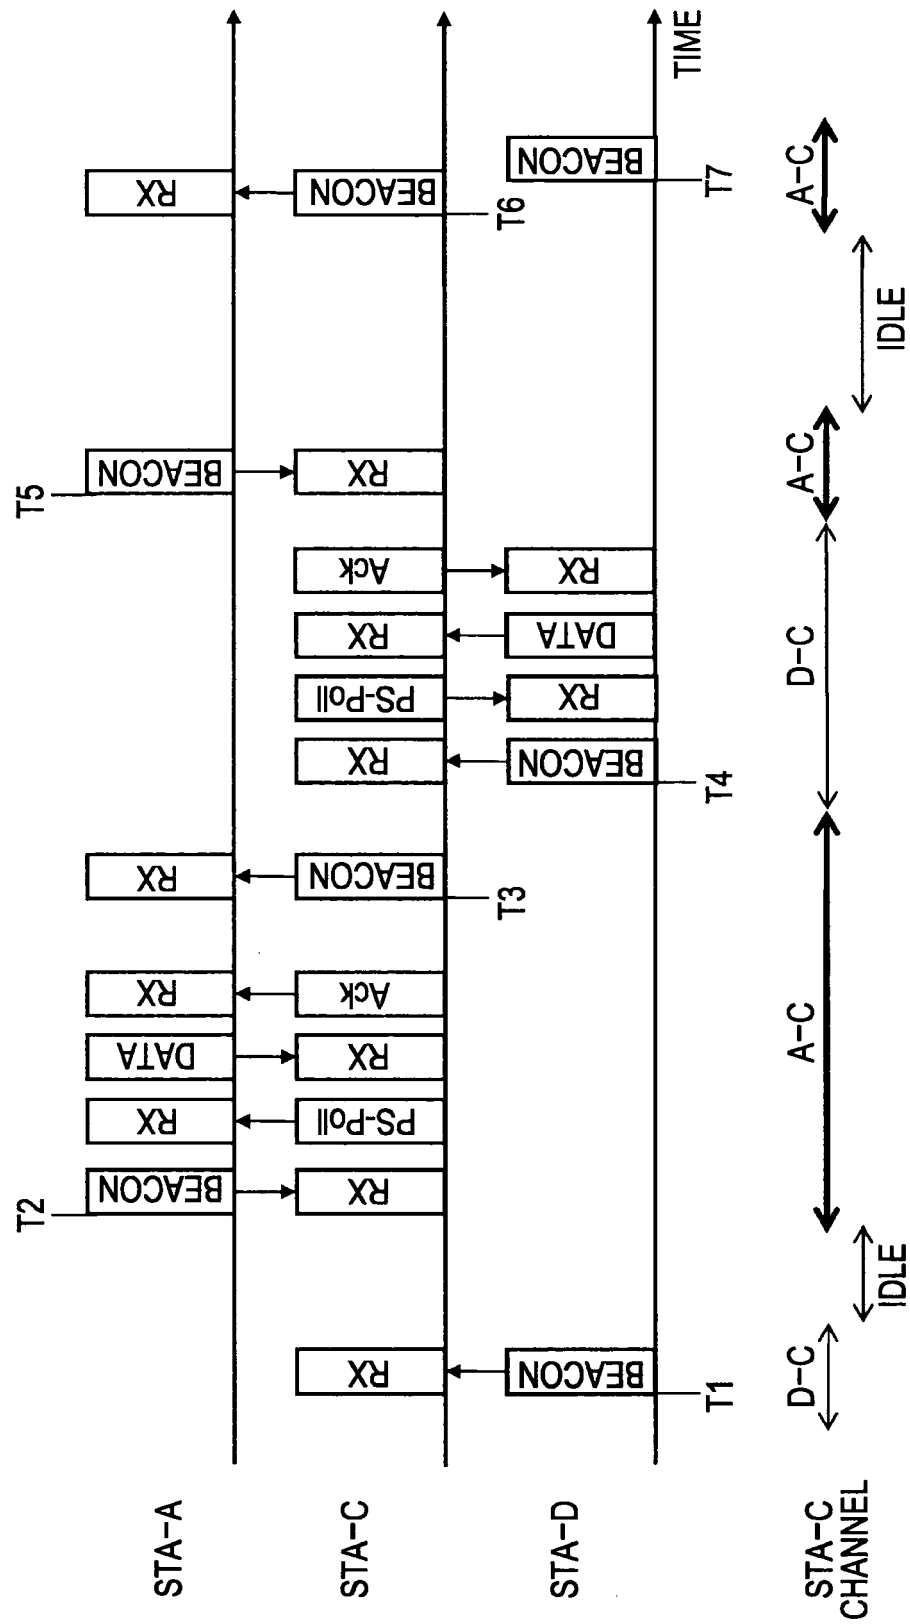 T2
T5
STA-A
BEACON
RX
DATA
RX
RX
BEACON
RX
STA-C
RX
RX
PS-Poll
RX
Ack
BEACON
RX
PS-Poll
RX
Ack
RX
BEACON
T3
T6
STA-D
BEACON
BEACON
RX
DATA
RX
BEACON
T1
T4
T7
TIME
STA-C
CHANNEL
D-C
IDLE
A-C
D-C
A-C
IDLE
A-C